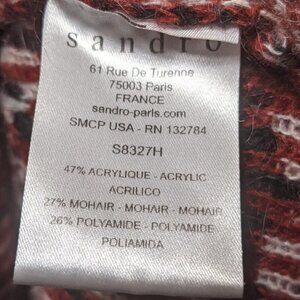 sandro
61 Rue De Turenne
75003 Paris
FRANCE
sandro-paris.com
SMCP USA - RN 132784
S8327H
47% ACRYLIQUE - ACRYLIC
ACRILICO
27% MOHAIR - MOHAIR - MOHAIR
26% POLYAMIDE - POLYAMIDE
POLIAMIDA